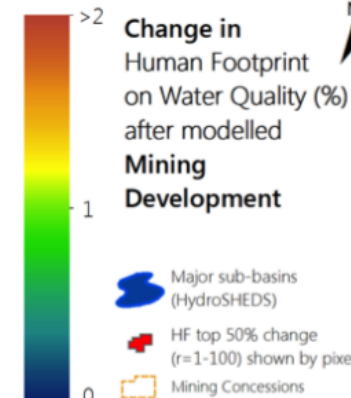 >2
Change in
Human Footprint
on Water Quality (%)
after modelled
Mining
Development
1
Major sub-basins
(HydroSHEDS)
HF top 50% change
(r=1-100) shown by pixe
Mining Concessions
0